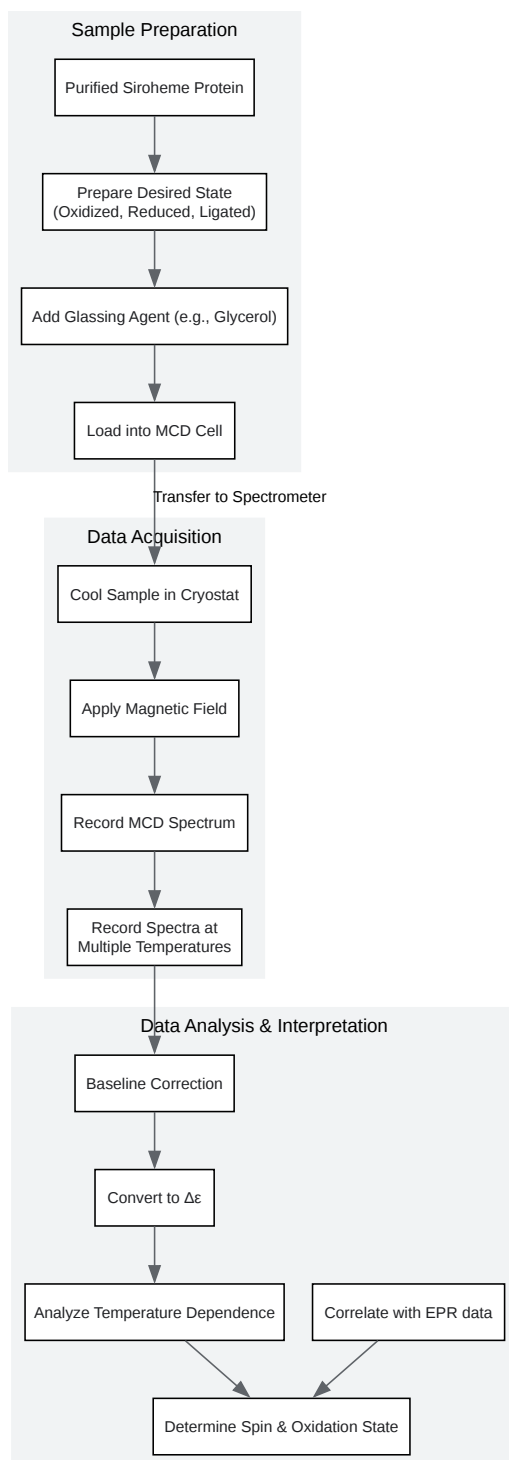 Sample Preparation
Purified Siroheme Protein
Prepare Desired State
(Oxidized, Reduced, Ligated)
Add Glassing Agent (e.g., Glycerol)
Load into MCD Cell
Transfer to Spectrometer
Data Acquisition
Cool Sample in Cryostat
Apply Magnetic Field
Record MCD Spectrum
Record Spectra at
Multiple Temperatures
Data Analysis & Interpretation
Baseline Correction
Convert to Δε
Analyze Temperature Dependence
Correlate with EPR data
Determine Spin & Oxidation State